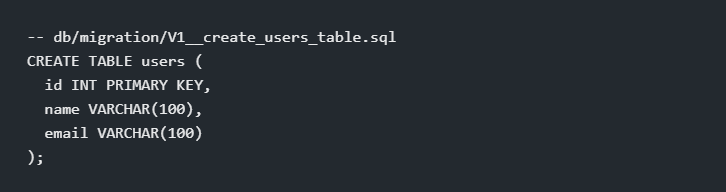 -- db/migration/V1__create_users_table.sql
CREATE TABLE users (
  id INT PRIMARY KEY,
  name VARCHAR(100),
  email VARCHAR(100)
);